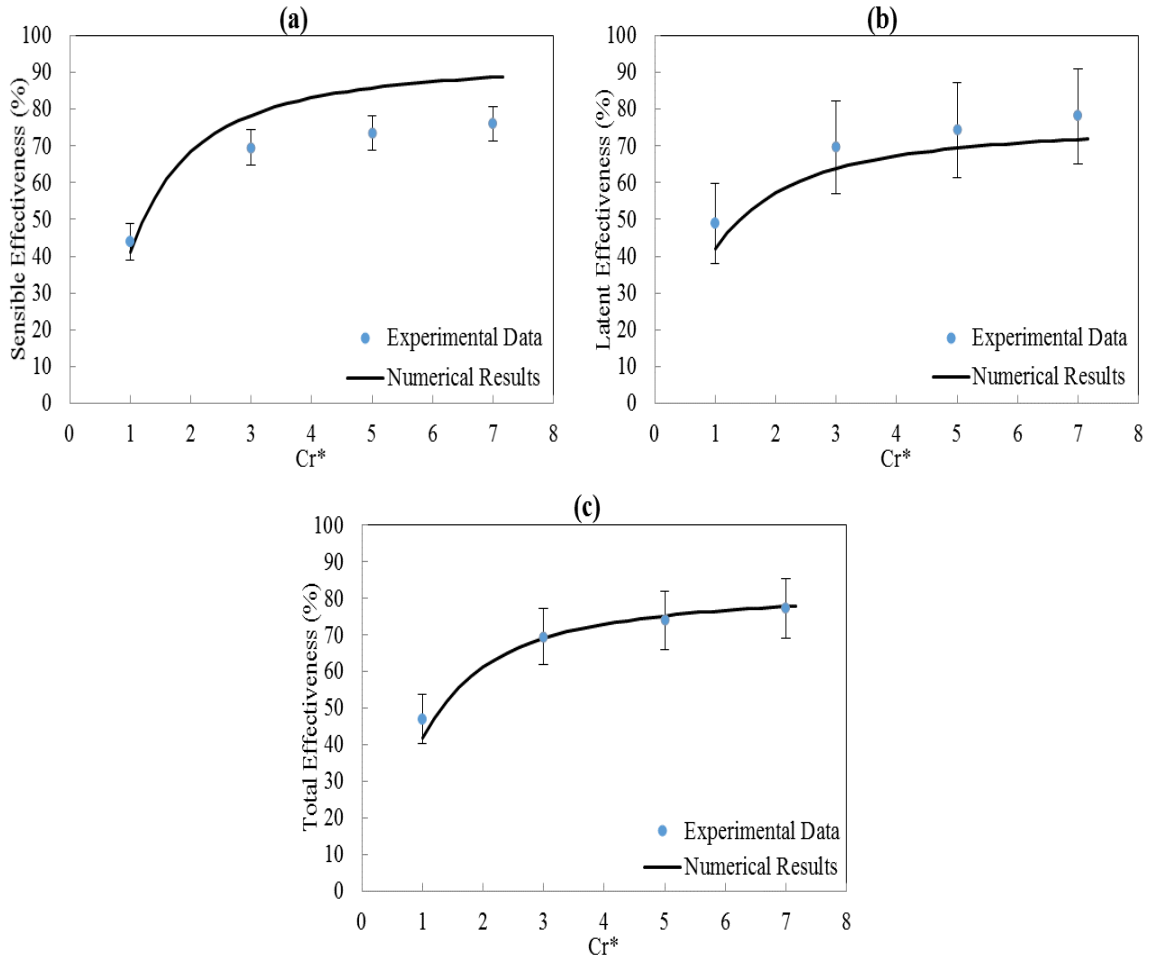 (a)
100
90
80
70
60
50
40
30
20
10
0
Sensible Effectiveness (%)
Experimental Data
Numerical Results
0 1 2 3 4 5 6 7 8
Cr*
(b)
100
90
80
70
60
50
40
30
20
10
0
Latent Effectiveness (%)
Experimental Data
Numerical Results
0 1 2 3 4 5 6 7 8
Cr*
(c)
100
90
80
70
60
50
40
30
20
10
0
Total Effectiveness (%)
Experimental Data
Numerical Results
0 1 2 3 4 5 6 7 8
Cr*